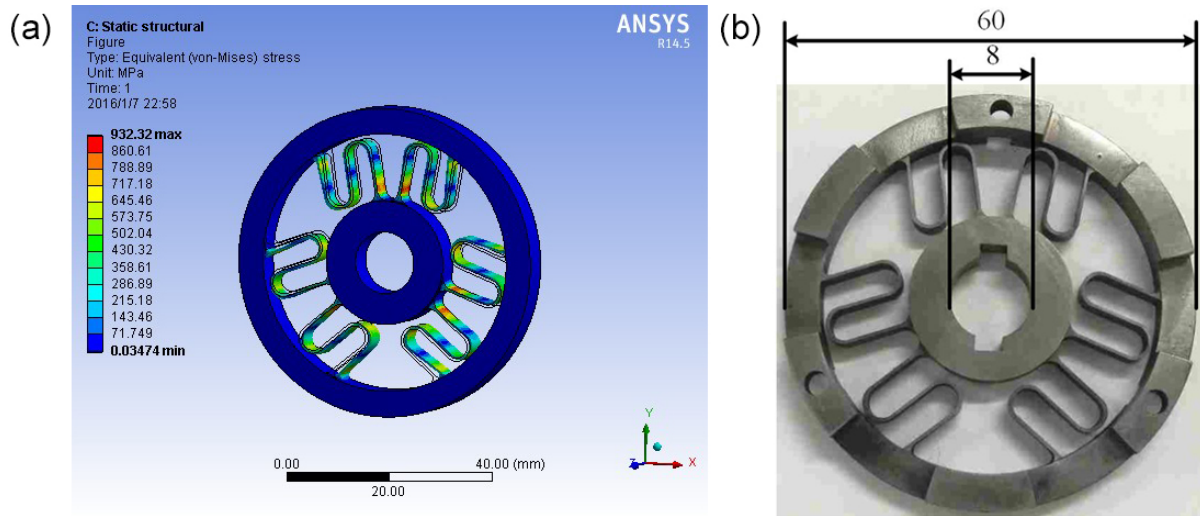 (a)
C: Static structural
Figure
Type: Equivalent (von-Mises) stress
Unit: MPa
Time: 1
2016/1/7 22:58
932.32 max
860.61
788.89
717.18
645.46
573.75
502.04
430.32
358.61
286.89
215.18
143.46
71.749
0.03474 min
ANSYS
R14.5
0.00
40.00 (mm)
20.00
Y
Z
X
(b)
60
8